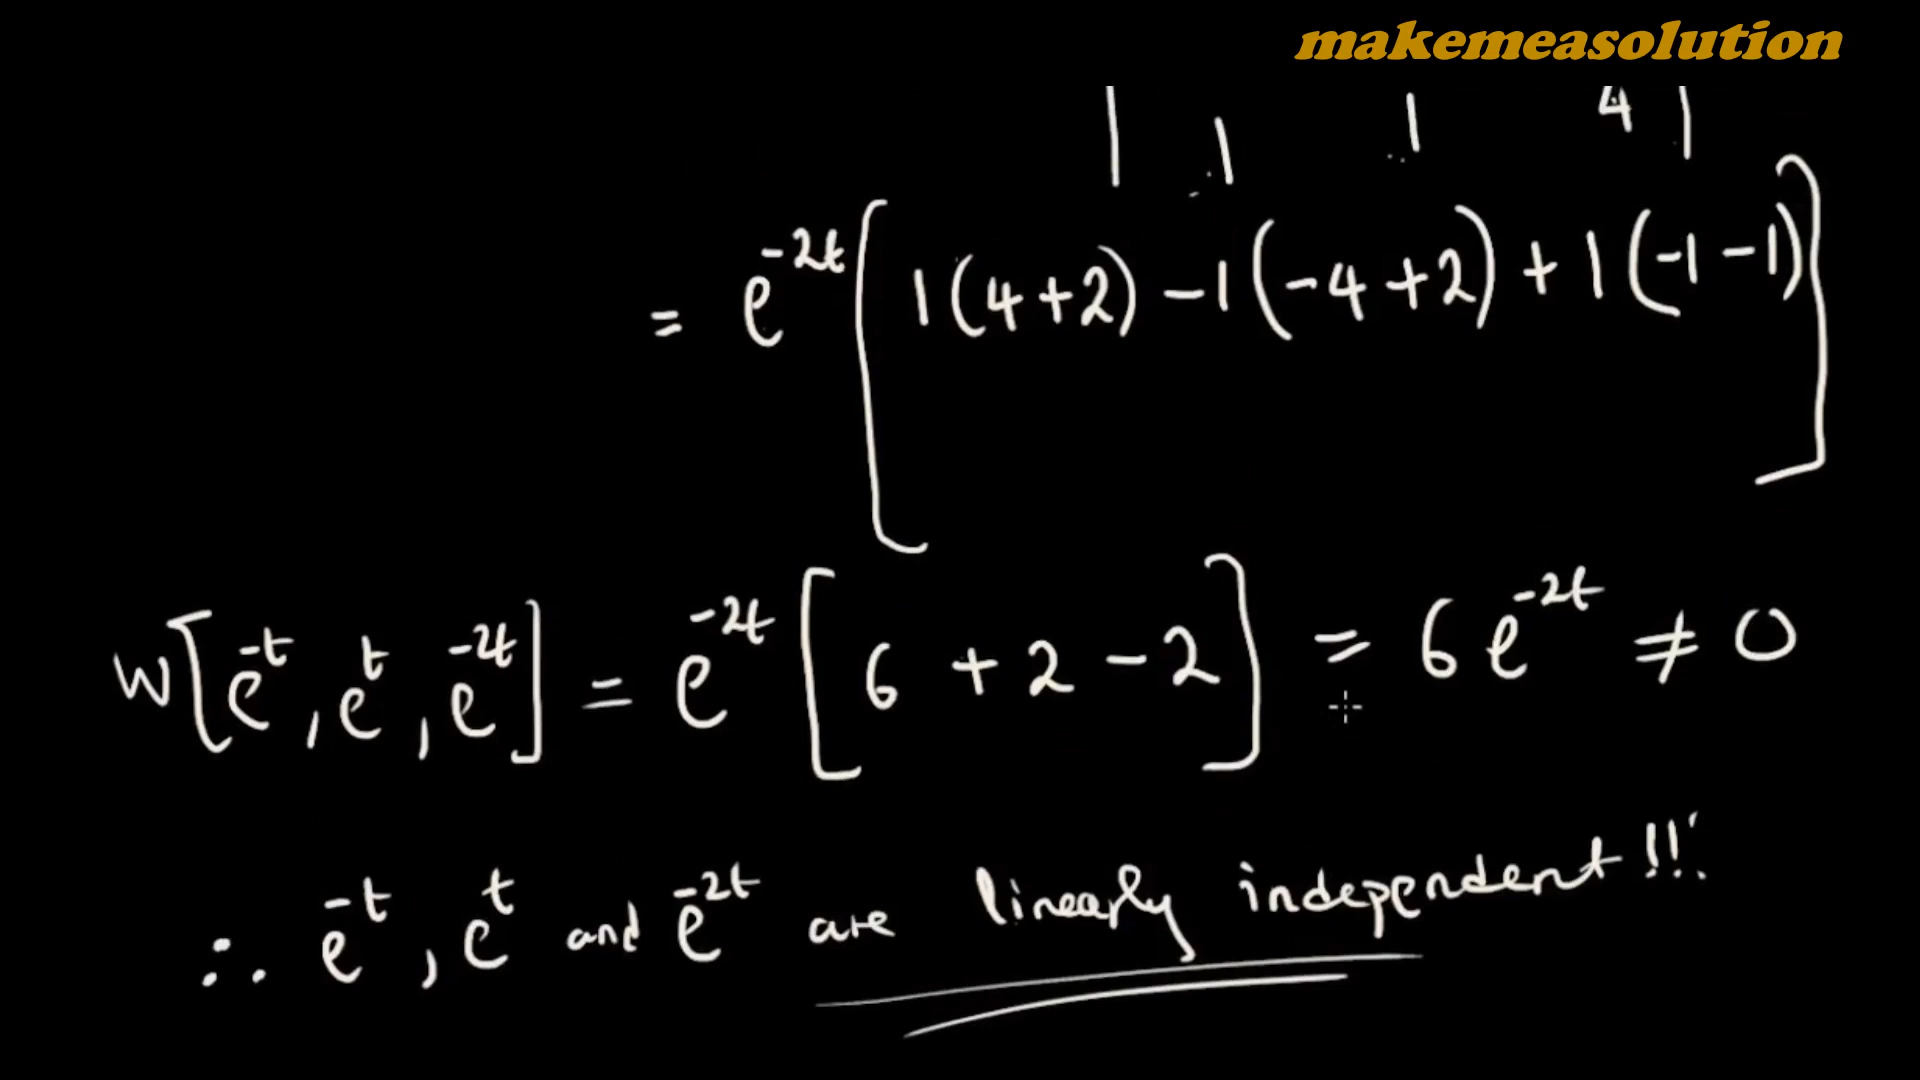 makemeasolution
| 1 1 4 |
= e^{-2t} [ 1(4+2) -1(-4+2) + 1(-1-1) ]
W[e^{-t}, e^{t}, e^{-2t}] = e^{-2t} [6 + 2 - 2] = 6e^{-2t} ≠ 0
∴ e^{-t}, e^{t} and e^{-2t} are linearly independent!!!